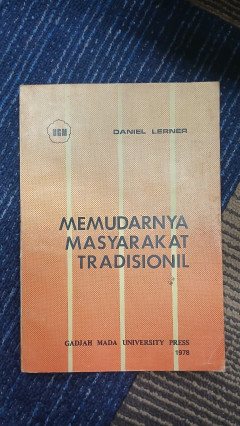 UGM
DANIEL LERNER
MEMUDARNYA
MASYARAKAT
TRADISIONIL
GADJAH MADA UNIVERSITY PRESS
1978